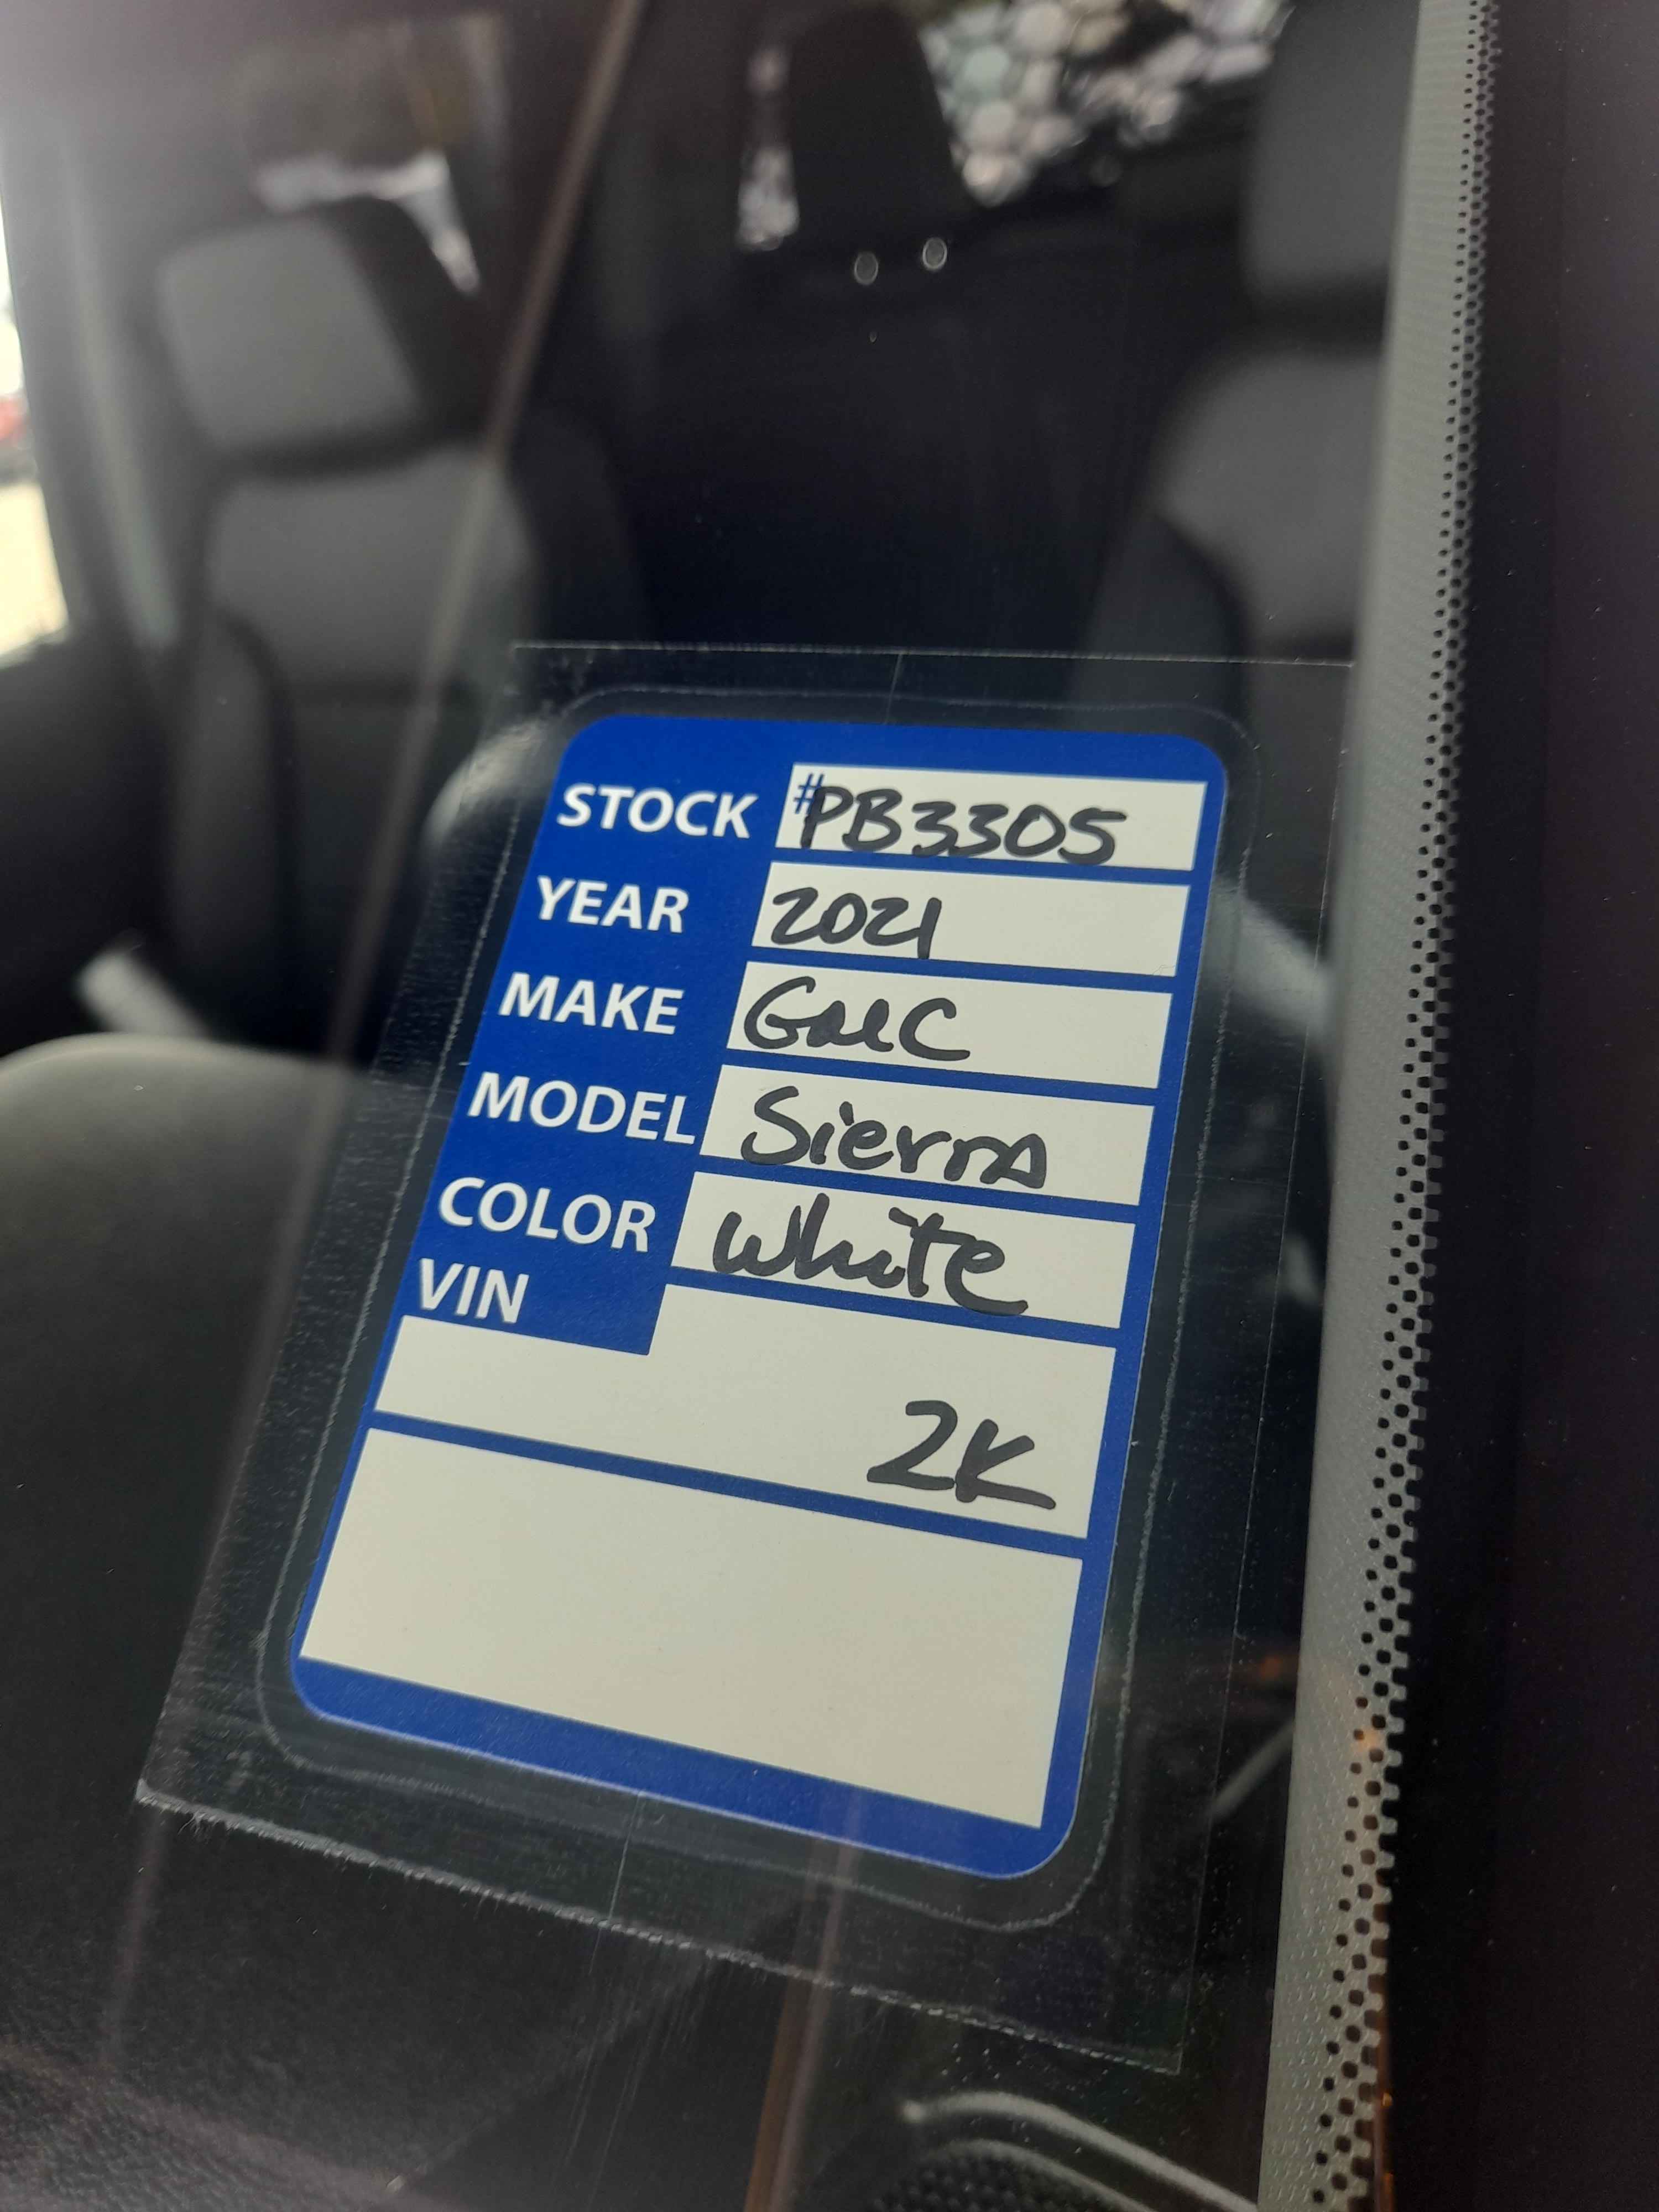 STOCK #PB3305
YEAR 2021
MAKE GMC
MODEL Sierra
COLOR White
VIN
2K